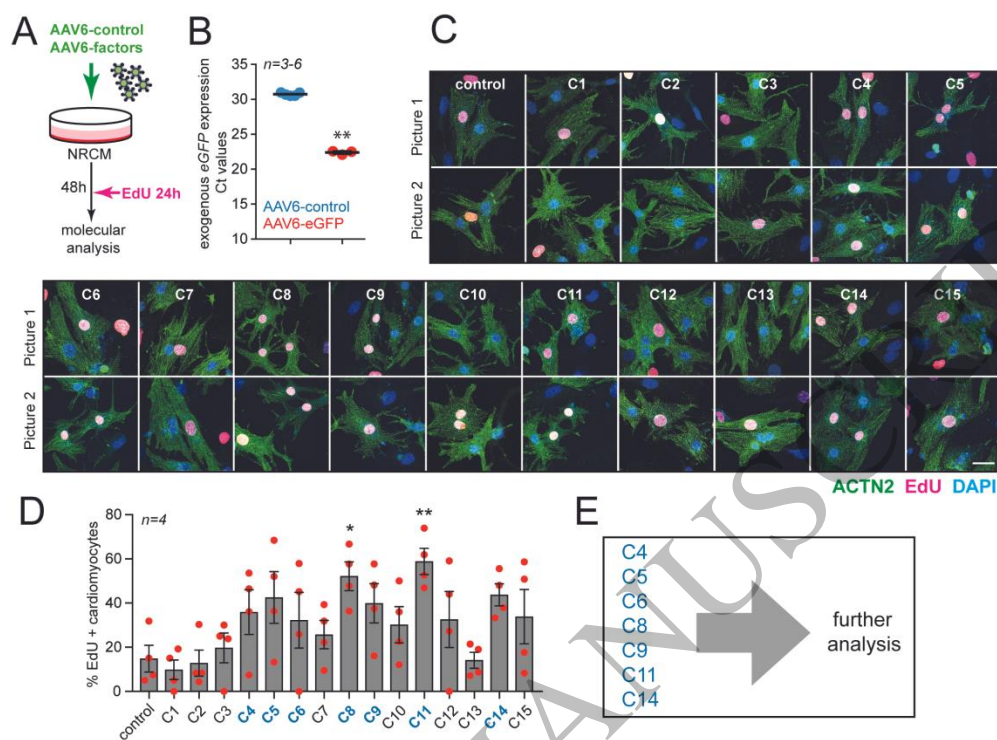 A
AAV6-control
AAV6-factors
NRCM
48h
EdU 24h
molecular
analysis
B
n=3-6
exogenous eGFP expression
Ct values
35
30
25
20
15
10
**
AAV6-control
AAV6-eGFP
C
control C1 C2 C3 C4 C5
Picture 1
Picture 2
C6 C7 C8 C9 C10 C11 C12 C13 C14 C15
Picture 1
Picture 2
ACTN2 EdU DAPI
D
n=4
% EdU + cardiomyocytes
80
60
40
20
0
* **
control C1 C2 C3 C4 C5 C6 C7 C8 C9 C10 C11 C12 C13 C14 C15
E
C4
C5
C6
C8
C9
C11
C14
further
analysis
MANUSCRI